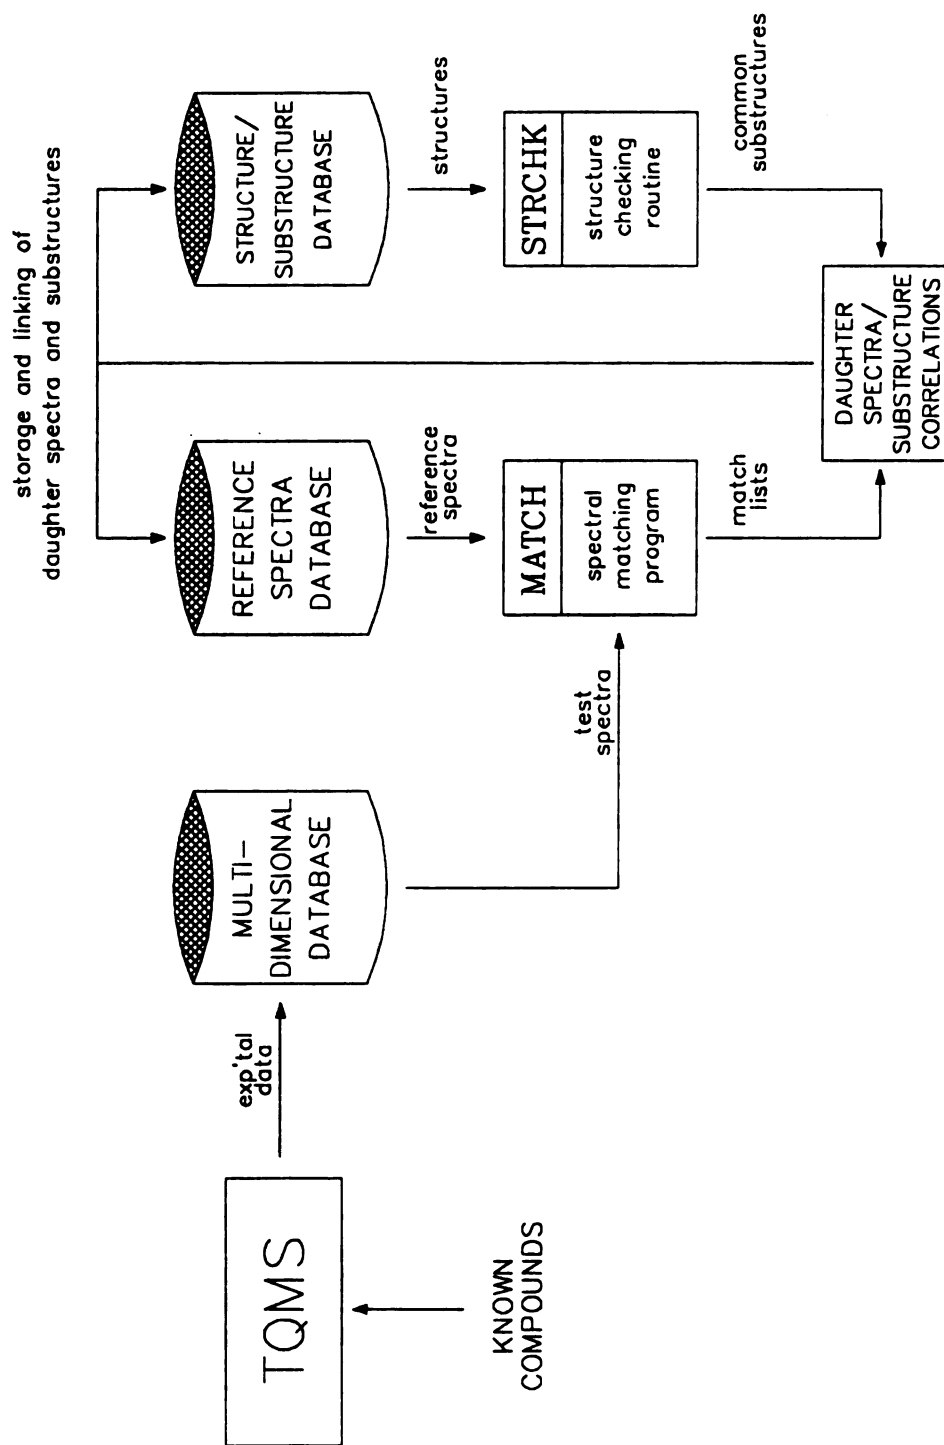 storage and linking of
daughter spectra and substructures
TQMS
KNOWN
COMPOUNDS
exp'tal
data
MULTI-
DIMENSIONAL
DATABASE
test
spectra
REFERENCE
SPECTRA
DATABASE
reference
spectra
MATCH
spectral
matching
program
match
lists
STRUCTURE/
SUBSTRUCTURE
DATABASE
structures
STRCHK
structure
checking
routine
common
substructures
DAUGHTER
SPECTRA/
SUBSTRUCTURE
CORRELATIONS